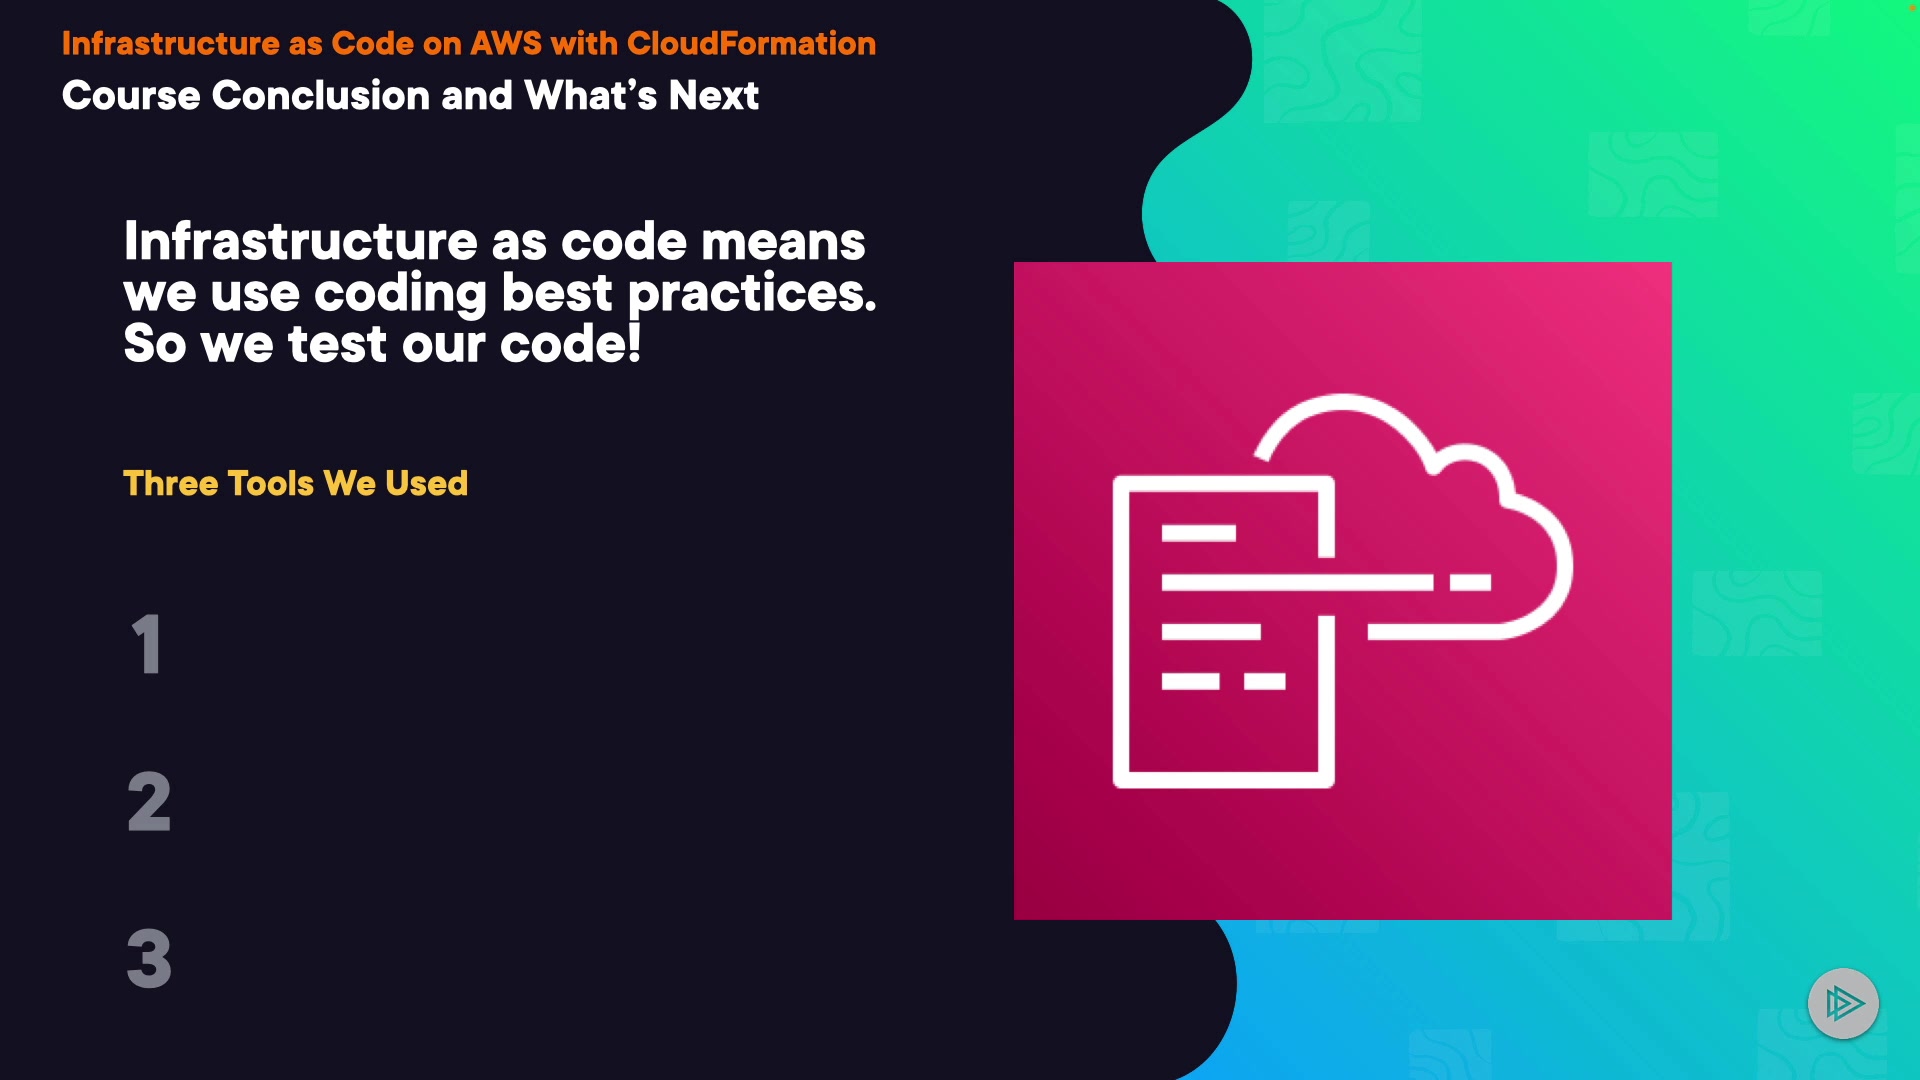 Infrastructure as Code on AWS with CloudFormation
Course Conclusion and What’s Next
Infrastructure as code means
we use coding best practices.
So we test our code!
Three Tools We Used
1
2
3